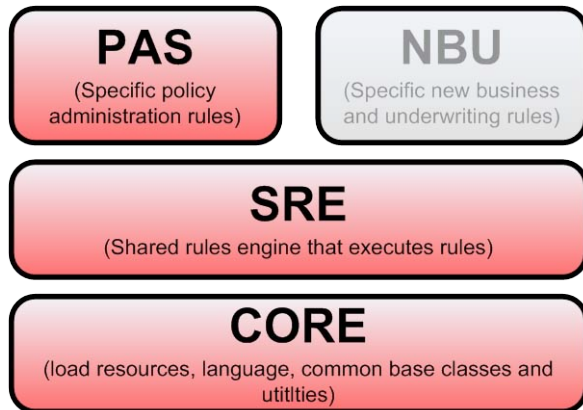 PAS
(Specific policy
administration rules)
NBU
(Specific new business
and underwriting rules)
SRE
(Shared rules engine that executes rules)
CORE
(load resources, language, common base classes and
utitlties)